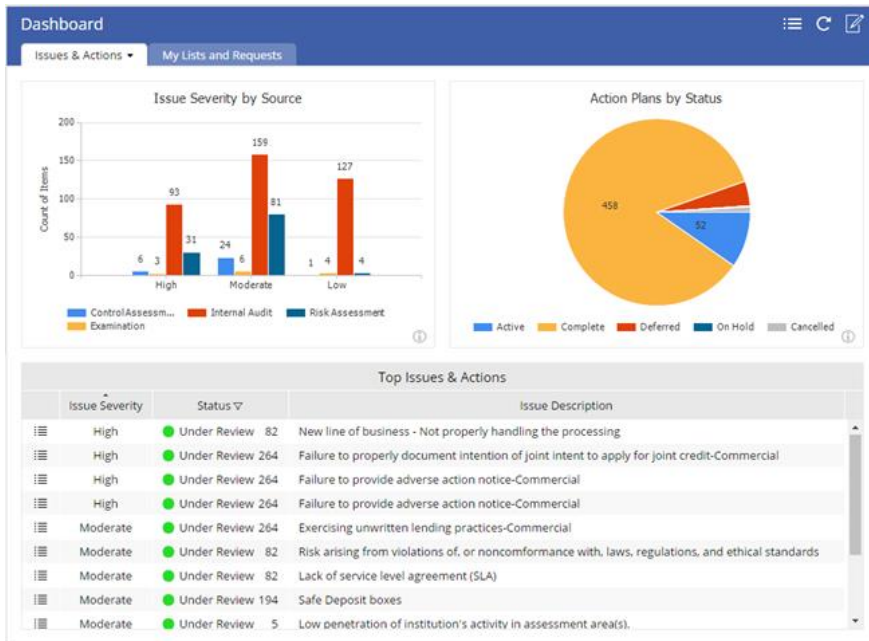 Dashboard
Issues & Actions
My Lists and Requests
Issue Severity by Source
200
150
100
50
0
Count of Items
6 3 93 31
24 6 159 81
1 4 127 4
High Moderate Low
Control Assessm... Internal Audit Risk Assessment
Examination
Action Plans by Status
458
52
Active Complete Deferred On Hold Cancelled
Top Issues & Actions
Issue Severity Status Issue Description
High Under Review 82 New line of business - Not properly handling the processing
High Under Review 264 Failure to properly document intention of joint intent to apply for joint credit-Commercial
High Under Review 264 Failure to provide adverse action notice-Commercial
High Under Review 264 Failure to provide adverse action notice-Commercial
Moderate Under Review 264 Exercising unwritten lending practices-Commercial
Moderate Under Review 82 Risk arising from violations of, or noncomformance with, laws, regulations, and ethical standards
Moderate Under Review 82 Lack of service level agreement (SLA)
Moderate Under Review 194 Safe Deposit boxes
Moderate Under Review 5 Low penetration of institution's activity in assessment area(s).